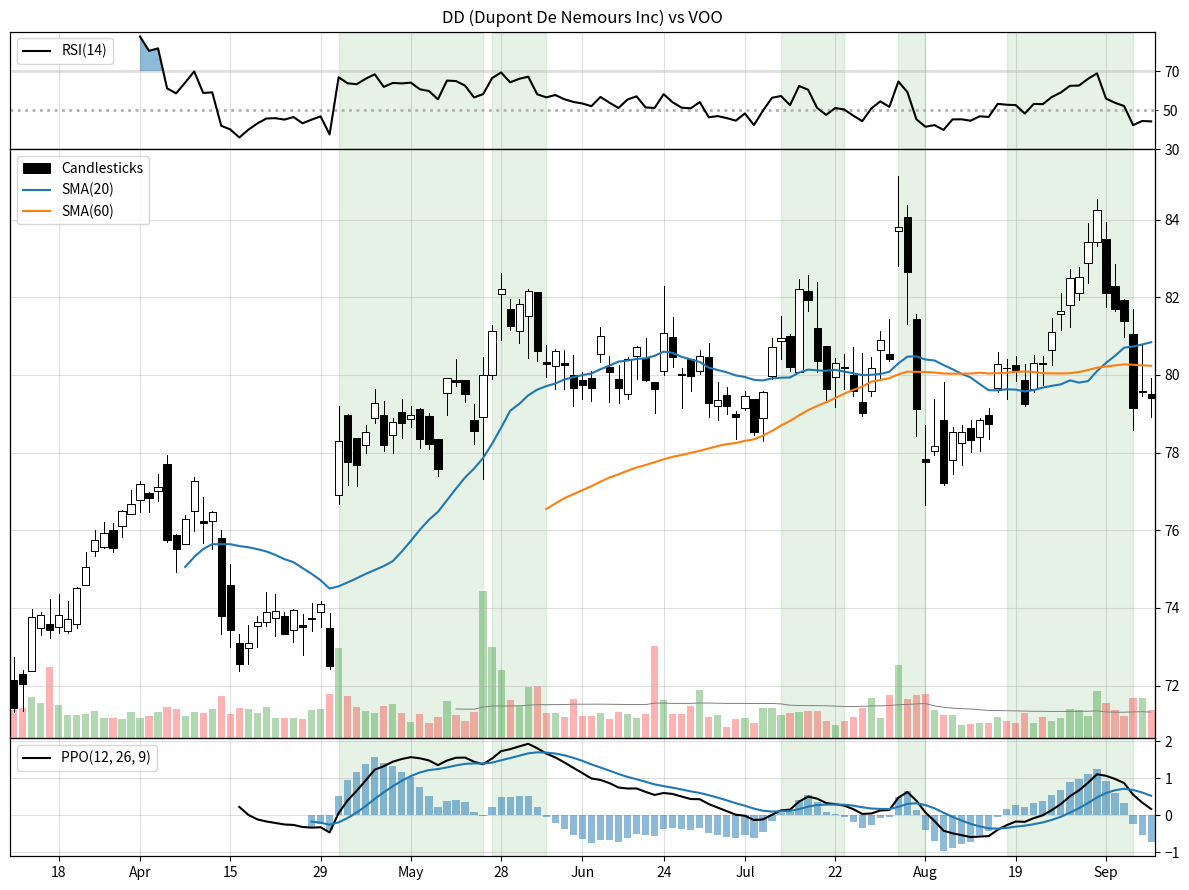 DD (Dupont De Nemours Inc) vs VOO
RSI(14)
70
50
30
Candlesticks
SMA(20)
SMA(60)
84
82
80
78
76
74
72
PPO(12, 26, 9)
2
1
0
−1
18 Apr 15 29 May 28 Jun 24 Jul 22 Aug 19 Sep